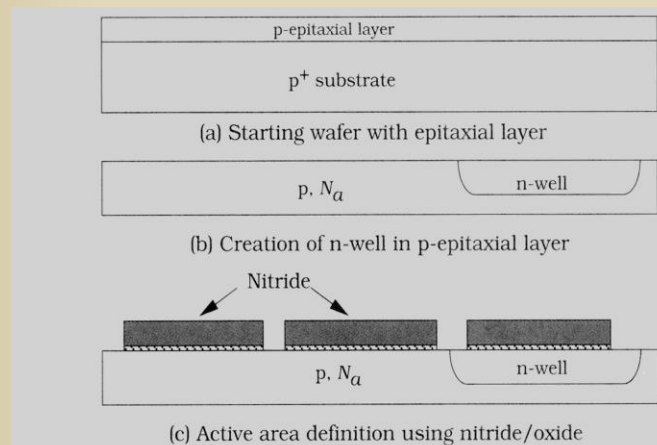 p-epitaxial layer
p⁺ substrate
(a) Starting wafer with epitaxial layer
p, Nₐ
n-well
(b) Creation of n-well in p-epitaxial layer
Nitride
p, Nₐ
n-well
(c) Active area definition using nitride/oxide